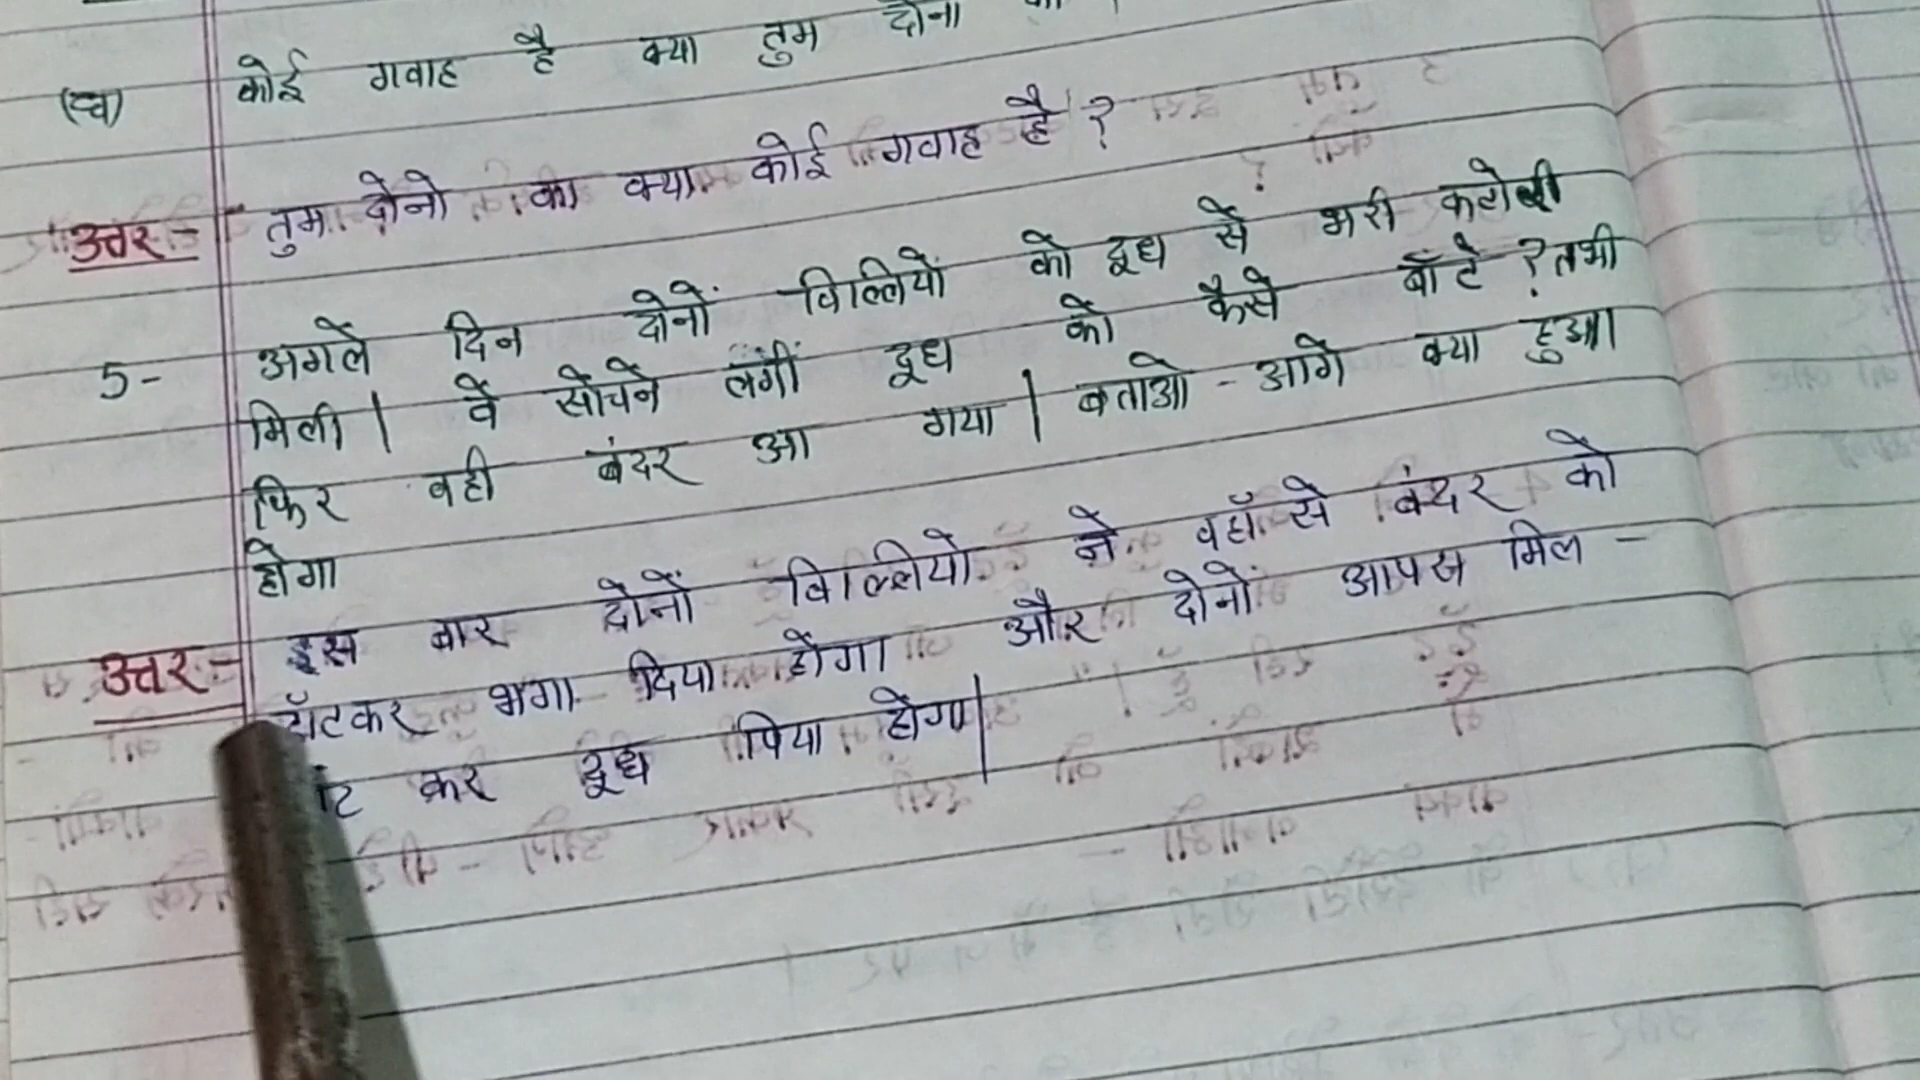 (ख) कोई गवाह है क्या तुम दोनो
उत्तर:- तुम दोनो का क्या कोई गवाह है ?
5- अगले दिन दोनों बिल्लियों को दूध से भरी कटोरी
मिली | वे सोचने लगीं दूध को कैसे बाँटे ? तभी
फिर वही बंदर आ गया | बताओ - आगे क्या हुआ
होगा
उत्तर:- इस बार दोनों बिल्लियो ने वहाँ से बंदर को
डाँटकर भगा दिया होगा और दोनों आपस मिल -
कर दूध पिया होगा |